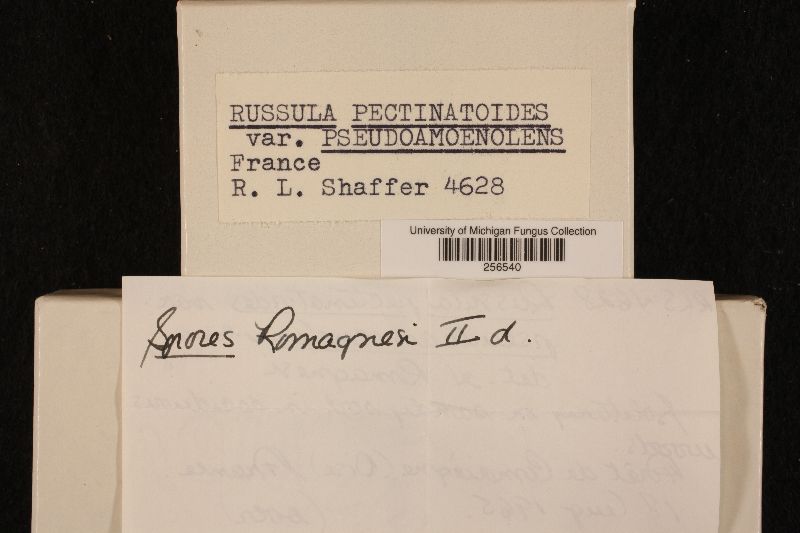 RUSSULA PECTINATOIDES
var. PSEUDOAMOENOLENS
France
R. L. Shaffer 4628
University of Michigan Fungus Collection
256540
Spores Romagnesi II d.